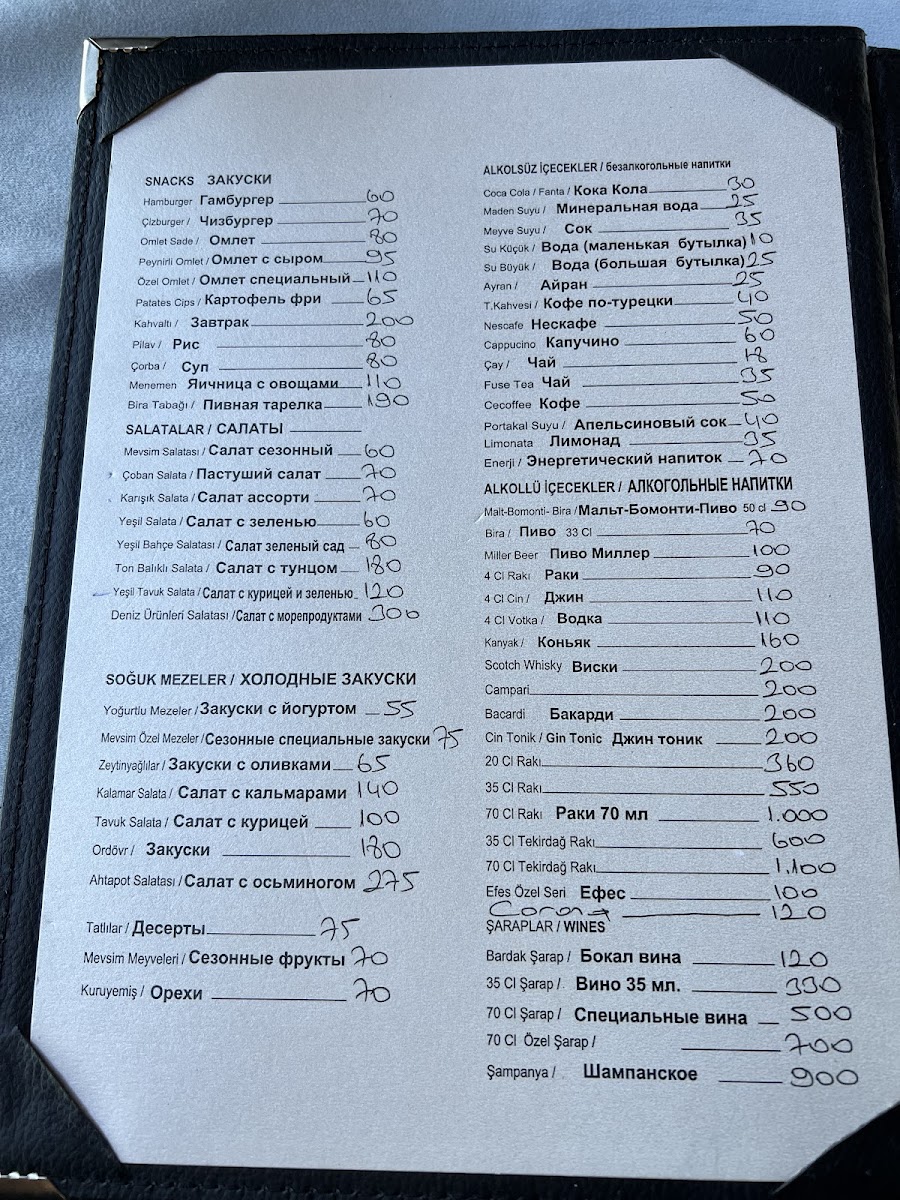 SNACKS ЗАКУСКИ
Hamburger Гамбургер 60
Çizburger / Чизбургер 70
Omlet Sade / Омлет 80
Peynirli Omlet / Омлет с сыром 95
Özel Omlet / Омлет специальный 110
Patates Cips / Картофель фри 65
Kahvaltı / Завтрак 200
Pilav / Рис 80
Çorba / Суп 80
Menemen Яичница с овощами 110
Bira Tabağı / Пивная тарелка 190
SALATALAR / САЛАТЫ
Mevsim Salatası / Салат сезонный 60
Çoban Salata / Пастуший салат 70
Karışık Salata / Салат ассорти 70
Yeşil Salata / Салат с зеленью 60
Yeşil Bahçe Salatası / Салат зеленый сад 80
Ton Balıklı Salata / Салат с тунцом 180
Yeşil Tavuk Salata / Салат с курицей и зеленью 120
Deniz Ürünleri Salatası / Салат с морепродуктами 300
SOĞUK MEZELER / ХОЛОДНЫЕ ЗАКУСКИ
Yoğurtlu Mezeler / Закуски с йогуртом 55
Mevsim Özel Mezeler / Сезонные специальные закуски 75
Zeytinyağlılar / Закуски с оливками 65
Kalamar Salata / Салат с кальмарами 140
Tavuk Salata / Салат с курицей 100
Ordövr / Закуски 180
Ahtapot Salatası / Салат с осьминогом 275
Tatlılar / Десерты 75
Mevsim Meyveleri / Сезонные фрукты 70
Kuruyemiş / Орехи 70
ALKOLSÜZ İÇECEKLER / безалкогольные напитки
Coca Cola / Fanta / Кока Кола 30
Maden Suyu / Минеральная вода 25
Meyve Suyu / Сок 35
Su Küçük / Вода (маленькая бутылка) 10
Su Büyük / Вода (большая бутылка) 25
Ayran / Айран 25
T.Kahvesi / Кофе по-турецки 40
Nescafe Нескафе 50
Cappucino Капучино 60
Çay / Чай 18
Fuse Tea Чай 35
Cecoffee Кофе 50
Portakal Suyu / Апельсиновый сок 40
Limonata Лимонад 35
Enerji / Энергетический напиток 70
ALKOLLÜ İÇECEKLER / АЛКОГОЛЬНЫЕ НАПИТКИ
Malt-Bomonti- Bira / Мальт-Бомонти-Пиво 50 cl 90
Bira / Пиво 33 Cl 70
Miller Beer Пиво Миллер 100
4 Cl Rakı Раки 90
4 Cl Cin / Джин 110
4 Cl Votka / Водка 110
Kanyak / Коньяк 160
Scotch Whisky Виски 200
Campari 200
Bacardi Бакарди 200
Cin Tonik / Gin Tonic Джин тоник 200
20 Cl Rakı 360
35 Cl Rakı 550
70 Cl Rakı Раки 70 мл 1.000
35 Cl Tekirdağ Rakı 600
70 Cl Tekirdağ Rakı 1.100
Efes Özel Seri Ефес 100
Corona 120
ŞARAPLAR / WINES
Bardak Şarap / Бокал вина 120
35 Cl Şarap / Вино 35 мл. 330
70 Cl Şarap / Специальные вина 500
70 Cl Özel Şarap / 700
Şampanya / Шампанское 900